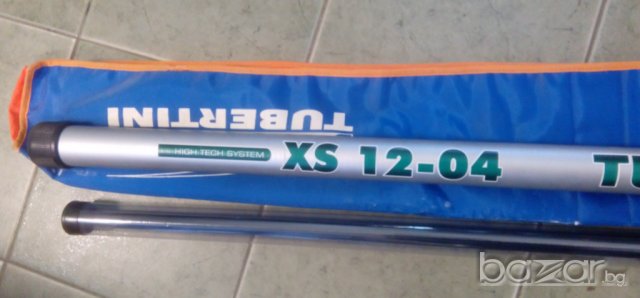 TUBERTINI
HIGH TECH SYSTEM XS 12-04 TU
bazar.bg